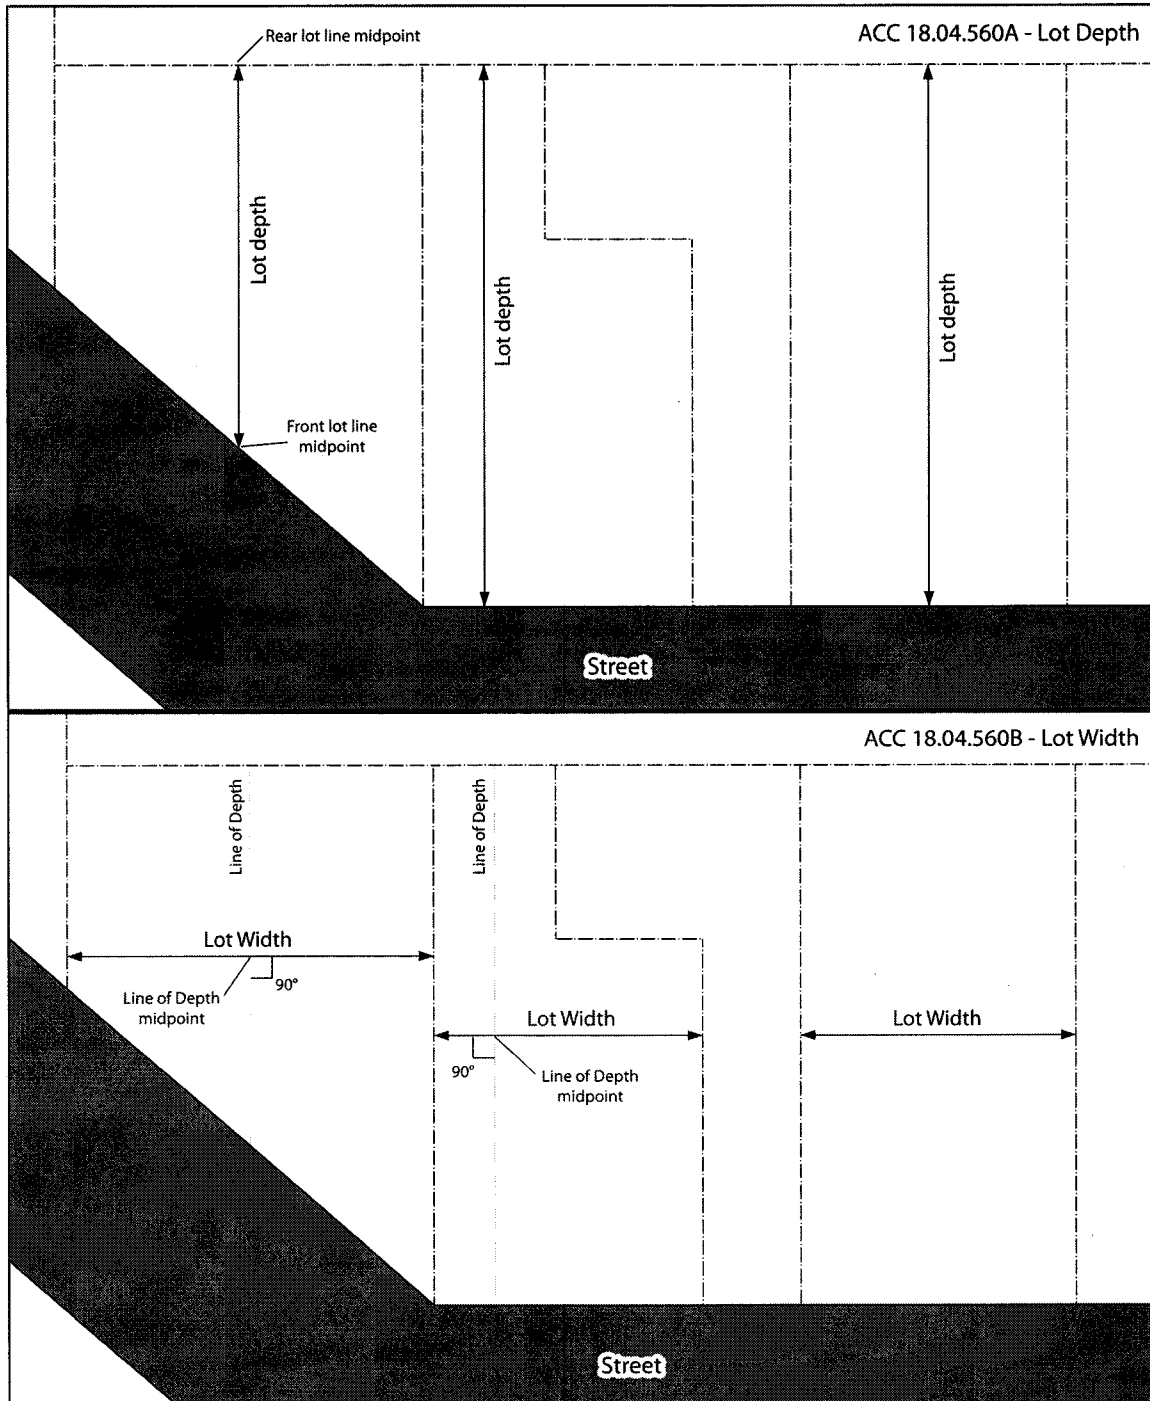 Rear lot line midpoint
ACC 18.04.560A - Lot Depth
Lot depth
Lot depth
Lot depth
Front lot line
midpoint
Street
ACC 18.04.560B - Lot Width
Line of Depth
Line of Depth
Lot Width
90°
Line of Depth
midpoint
Lot Width
90°
Line of Depth
midpoint
Lot Width
Street